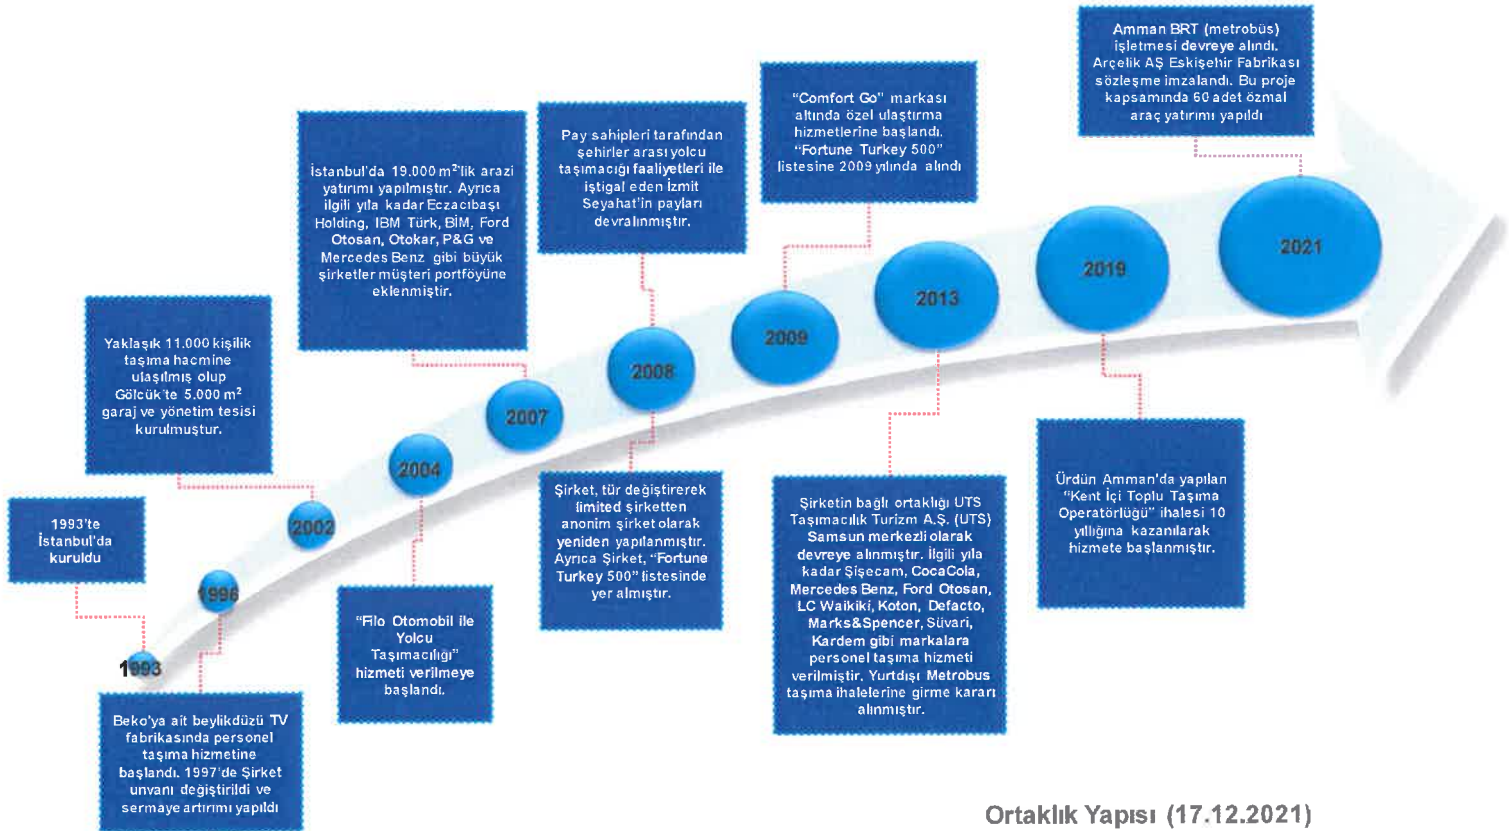 1993'te
İstanbul'da
kuruldu
1993
Beko'ya ait beylikdüzü TV
fabrikasında personel
taşıma hizmetine
başlandı. 1997'de Şirket
unvanı değiştirildi ve
sermaye artırımı yapıldı
1996
Yaklaşık 11.000 kişilik
taşıma hacmine
ulaşılmış olup
Gölcük'te 5.000 m²
garaj ve yönetim tesisi
kurulmuştur.
2002
"Filo Otomobil ile
Yolcu
Taşımacılığı"
hizmeti verilmeye
başlandı.
2004
İstanbul'da 19.000 m²'lik arazi
yatırımı yapılmıştır. Ayrıca
ilgili yıla kadar Eczacıbaşı
Holding, IBM Türk, BİM, Ford
Otosan, Otokar, P&G ve
Mercedes Benz gibi büyük
şirketler müşteri portföyüne
eklenmiştir.
2007
Pay sahipleri tarafından
şehirler arası yolcu
taşımacığı faaliyetleri ile
iştigal eden İzmit
Seyahat'in payları
devralınmıştır.
2008
Şirket, tür değiştirerek
limited şirketten
anonim şirket olarak
yeniden yapılanmıştır.
Ayrıca Şirket, "Fortune
Turkey 500" listesinde
yer almıştır.
"Comfort Go" markası
altında özel ulaştırma
hizmetlerine başlandı.
"Fortune Turkey 500"
listesine 2009 yılında alındı
2009
2013
Şirketin bağlı ortaklığı UTS
Taşımacılık Turizm A.Ş. (UTS)
Samsun merkezli olarak
devreye alınmıştır. İlgili yıla
kadar Şişecam, CocaCola,
Mercedes Benz, Ford Otosan,
LC Waikiki, Koton, Defacto,
Marks&Spencer, Süvari,
Kardem gibi markalara
personel taşıma hizmeti
verilmiştir. Yurtdışı Metrobus
taşıma ihalelerine girme kararı
alınmıştır.
2019
Ürdün Amman'da yapılan
"Kent İçi Toplu Taşıma
Operatörlüğü" ihalesi 10
yıllığına kazanılarak
hizmete başlanmıştır.
Amman BRT (metrobüs)
işletmesi devreye alındı.
Arçelik AŞ Eskişehir Fabrikası
sözleşme imzalandı. Bu proje
kapsamında 60 adet özmal
araç yatırımı yapıldı
2021
Ortaklık Yapısı (17.12.2021)